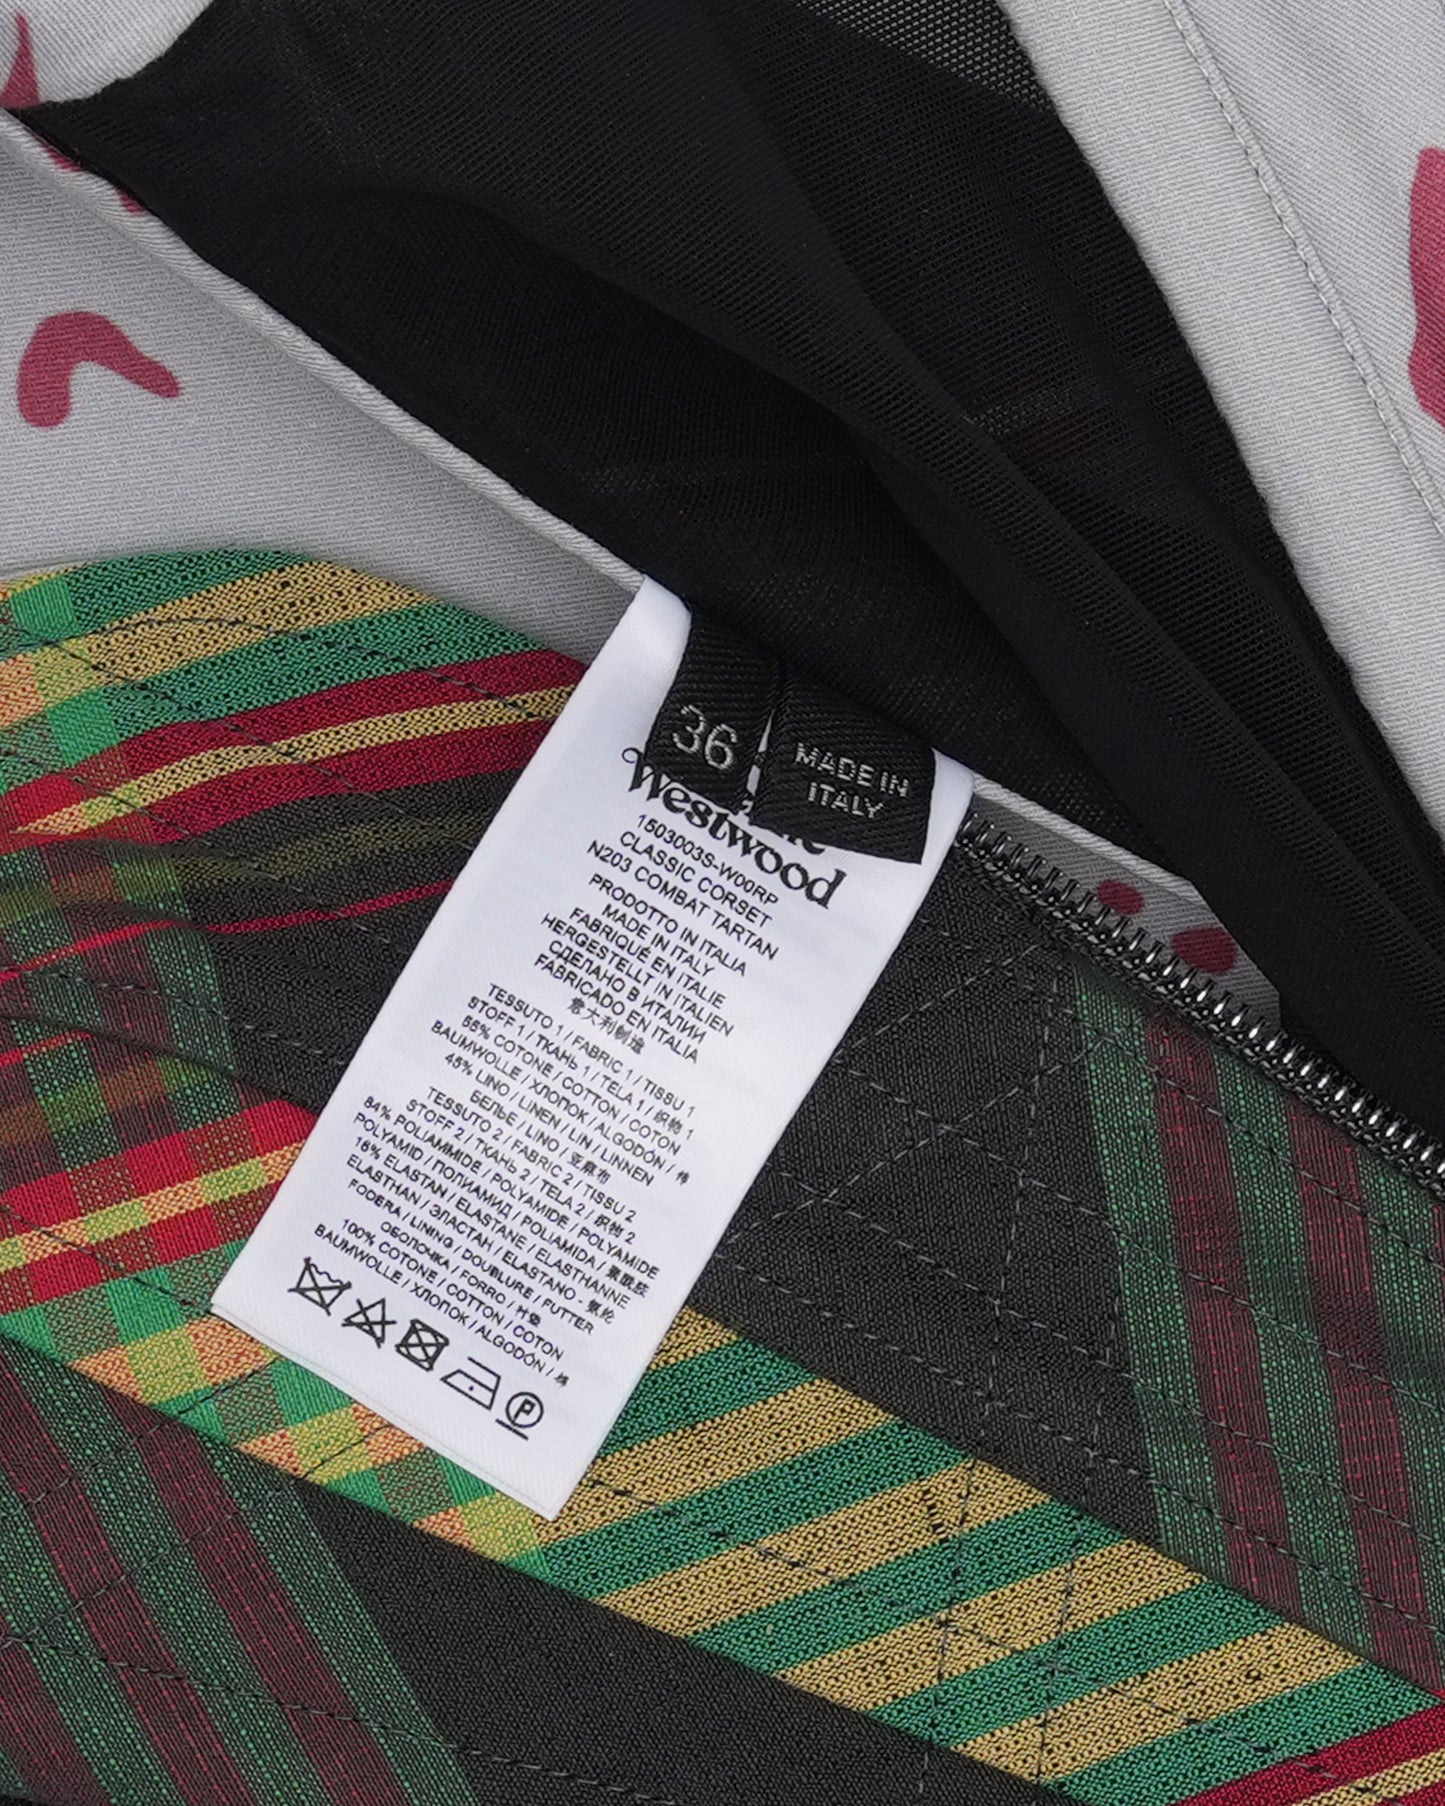 36
MADE IN
ITALY
Westwood
1503003S-W00RP
CLASSIC CORSET
N203 COMBAT TARTAN
PRODOTTO IN ITALIA
MADE IN ITALY
FABRIQUÉ EN ITALIE
HERGESTELLT IN ITALIEN
СДЕЛАНО В ИТАЛИИ
FABRICADO EN ITALIA
意大利制造
TESSUTO 1 / FABRIC 1 / TISSU 1
STOFF 1 / ТКАНЬ 1 / TELA 1 / 织物 1
55% COTONE / COTTON / COTON
BAUMWOLLE / ХЛОПОК / ALGODÓN / 棉
45% LINO / LINEN / LIN / LINNEN
БЕЛЬЕ / LINO / 亚麻布
TESSUTO 2 / FABRIC 2 / TISSU 2
STOFF 2 / ТКАНЬ 2 / TELA 2 / 织物 2
84% POLIAMMIDE / POLYAMIDE / POLYAMIDE
POLYAMID / ПОЛИАМИД / POLIAMIDA / 聚酰胺
16% ELASTAN / ELASTANE / ELASTHANNE
ELASTHAN / ЭЛАСТАН / ELASTANO - 氨纶
FODERA / LINING / DOUBLURE / FUTTER
ОБОЛОЧКА / FORRO / 衬垫
100% COTONE / COTTON / COTON
BAUMWOLLE / ХЛОПОК / ALGODÓN / 棉
P